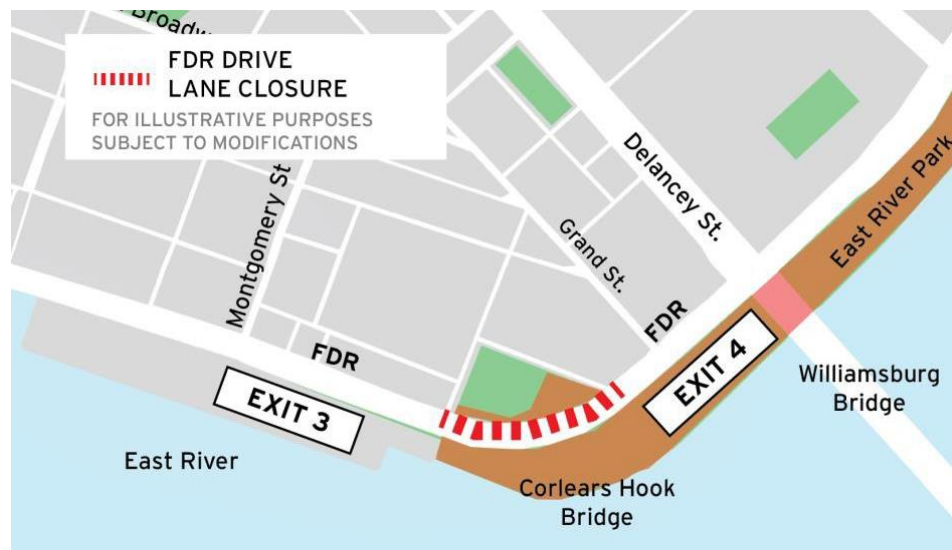 Broadw
FDR DRIVE
LANE CLOSURE
FOR ILLUSTRATIVE PURPOSES
SUBJECT TO MODIFICATIONS
Montgomery St
Delancey St.
Grand St.
East River Park
FDR
FDR
EXIT 3
EXIT 4
Williamsburg
Bridge
East River
Corlears Hook
Bridge